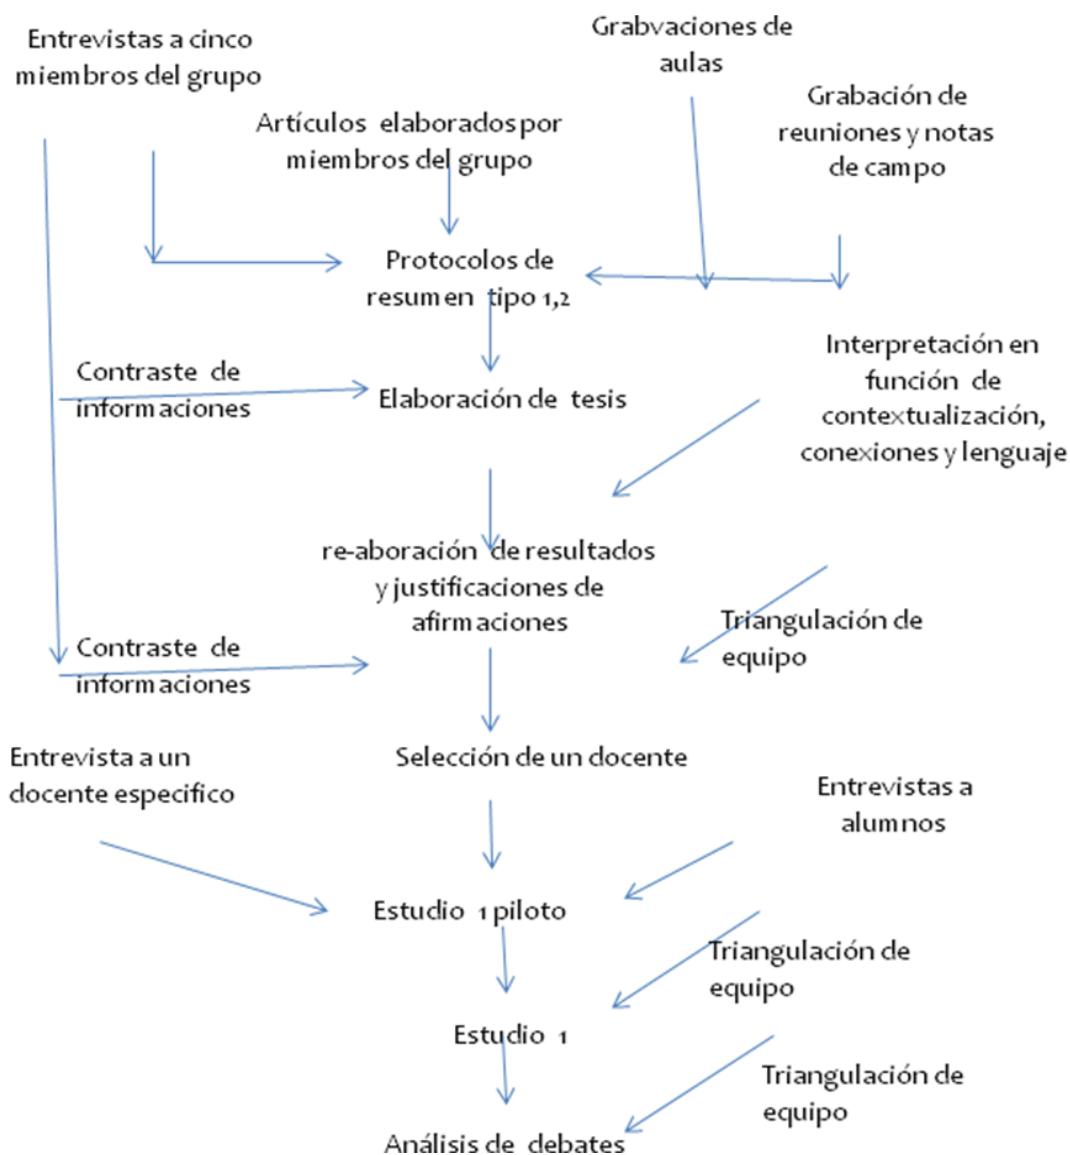 Entrevistas a cinco
miembros del grupo
Grabvaciones de
aulas
Artículos elaborados por
miembros del grupo
Grabación de
reuniones y notas
de campo
Protocolos de
resumen tipo 1,2
Interpretación en
función de
contextualización,
conexiones y lenguaje
Contraste de
informaciones
Elaboración de tesis
re-aboración de resultados
y justificaciones de
afirmaciones
Triangulación de
equipo
Contraste de
informaciones
Entrevista a un
docente especifico
Selección de un docente
Entrevistas a
alumnos
Estudio 1 piloto
Triangulación de
equipo
Estudio 1
Triangulación de
equipo
Análisis de debates